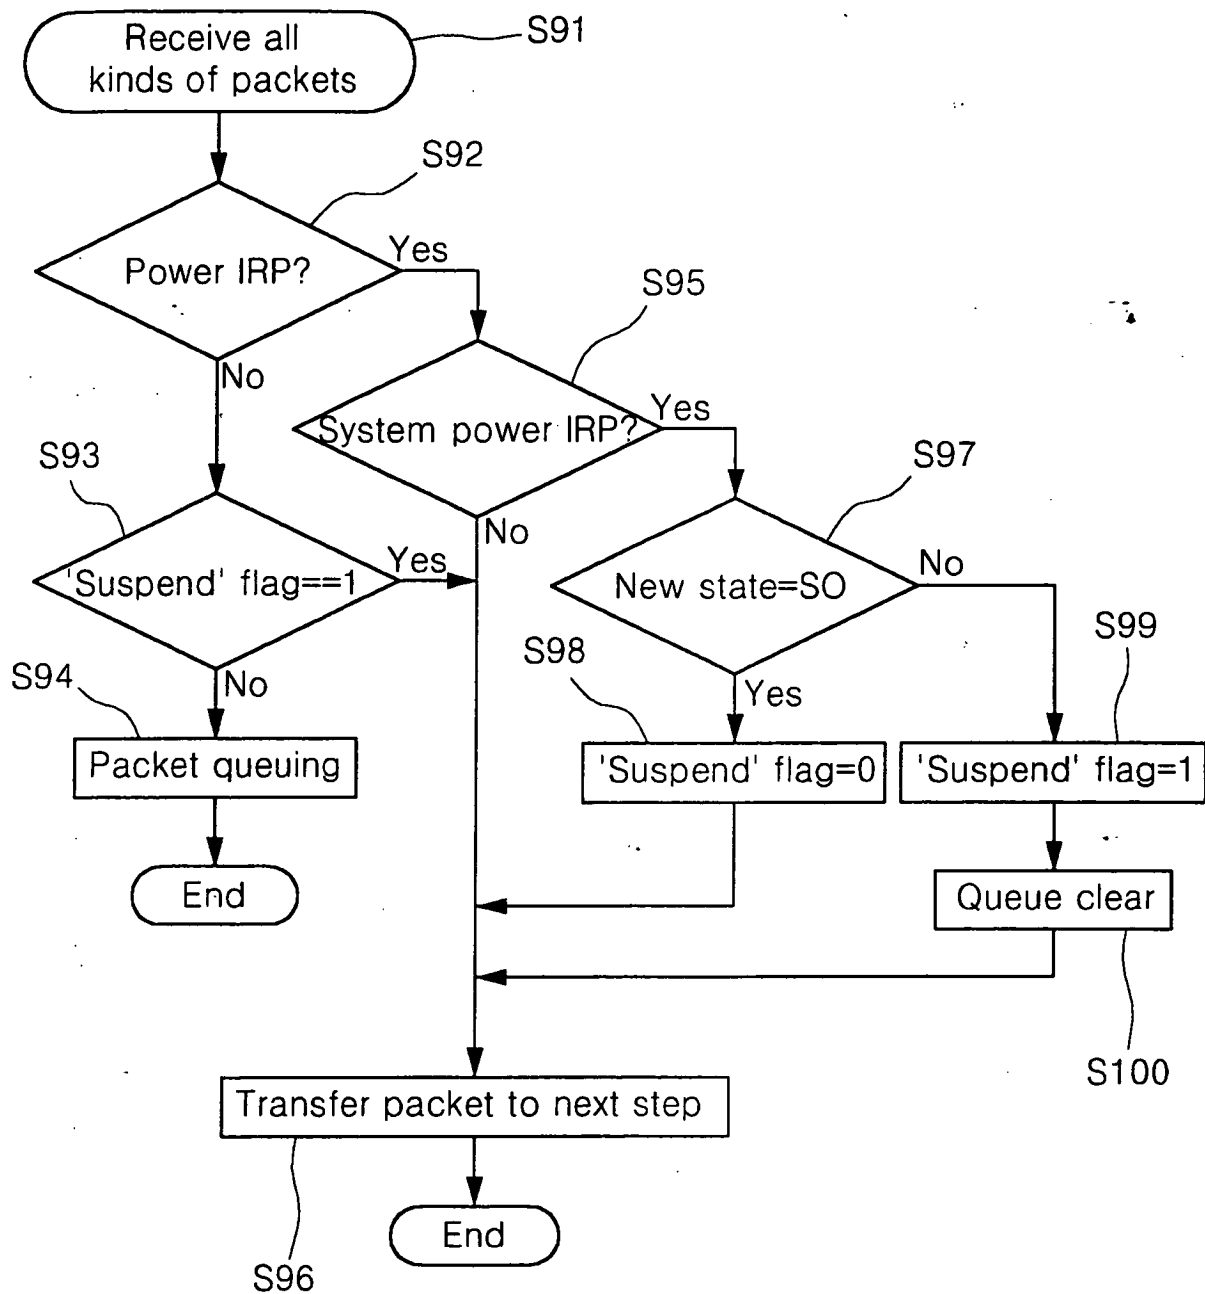 Receive all
kinds of packets
S91
S92
Power IRP?
Yes
No
S95
System power IRP?
Yes
No
S93
'Suspend' flag==1
Yes
No
S97
New state=SO
No
Yes
S94
Packet queuing
End
S98
'Suspend' flag=0
S99
'Suspend' flag=1
Queue clear
S100
Transfer packet to next step
S96
End